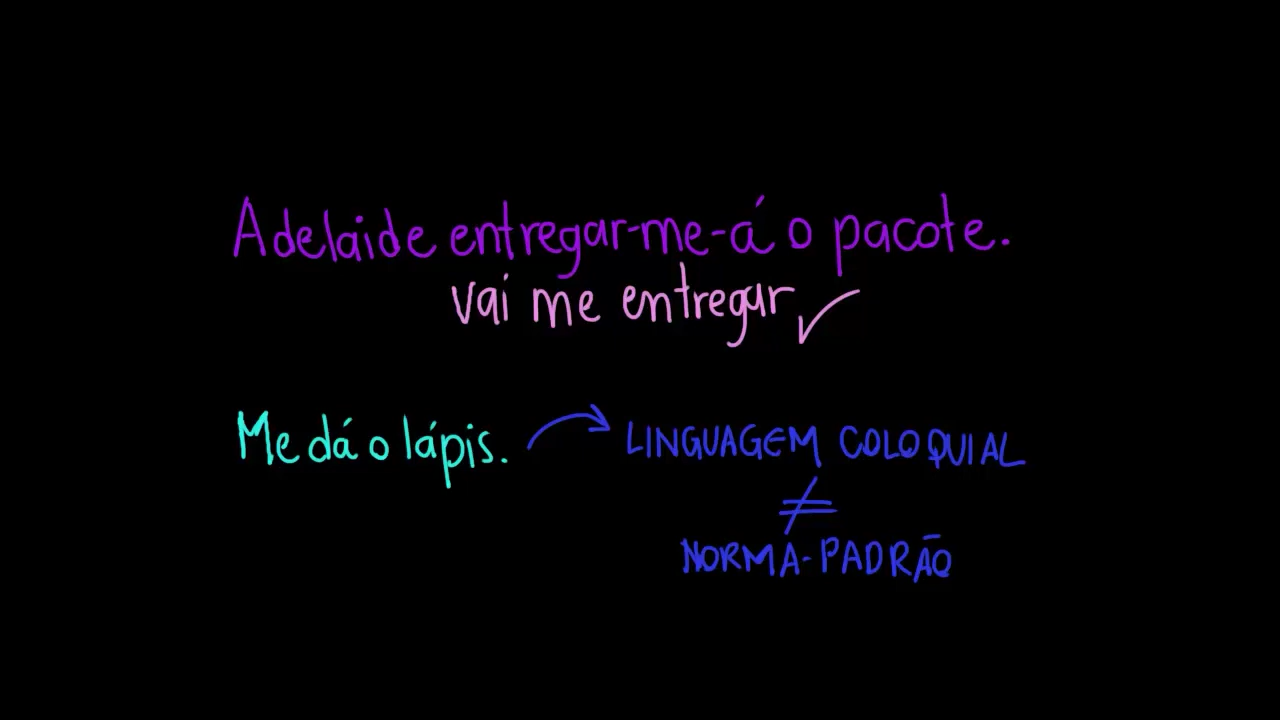 Adelaide entregar-me-á o pacote.
vai me entregar ✓
Me dá o lápis. → LINGUAGEM COLOQUIAL
≠
NORMA-PADRÃO